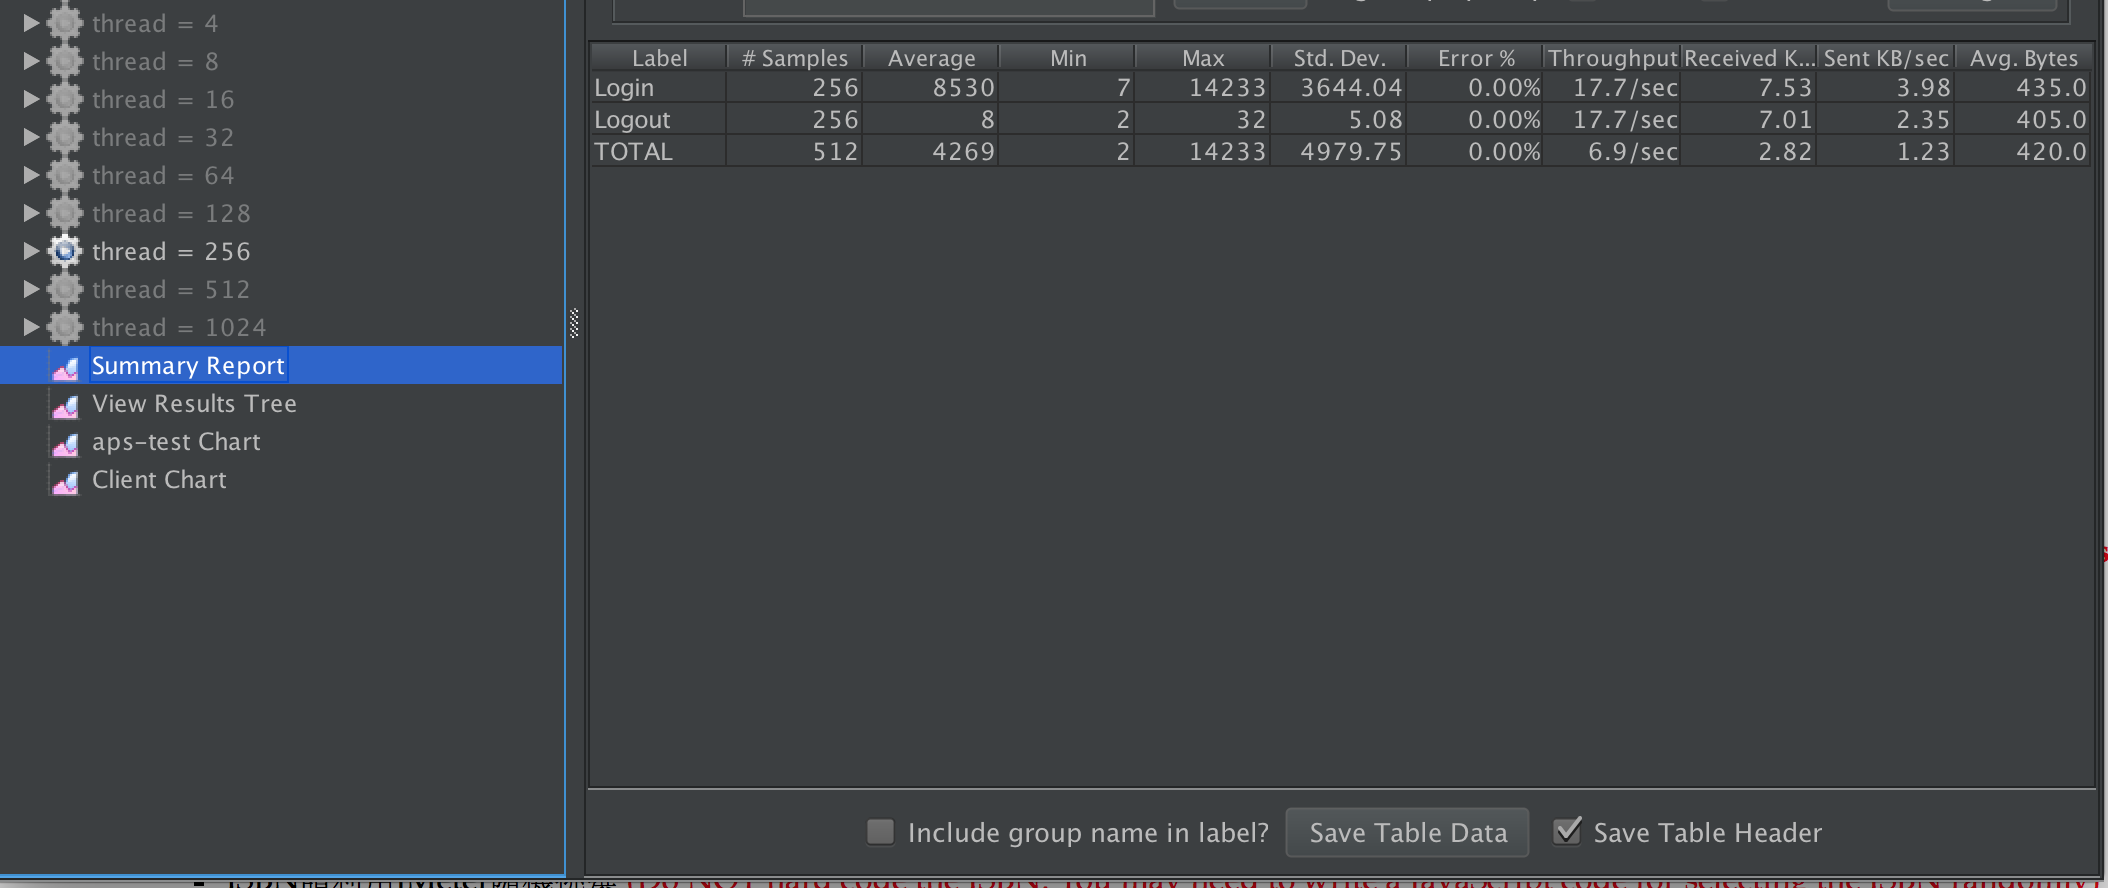 thread = 4
thread = 8
thread = 16
thread = 32
thread = 64
thread = 128
thread = 256
thread = 512
thread = 1024
Summary Report
View Results Tree
aps-test Chart
Client Chart
Label # Samples Average Min Max Std. Dev. Error % Throughput Received K... Sent KB/sec Avg. Bytes
Login 256 8530 7 14233 3644.04 0.00% 17.7/sec 7.53 3.98 435.0
Logout 256 8 2 32 5.08 0.00% 17.7/sec 7.01 2.35 405.0
TOTAL 512 4269 2 14233 4979.75 0.00% 6.9/sec 2.82 1.23 420.0
Include group name in label? Save Table Data Save Table Header